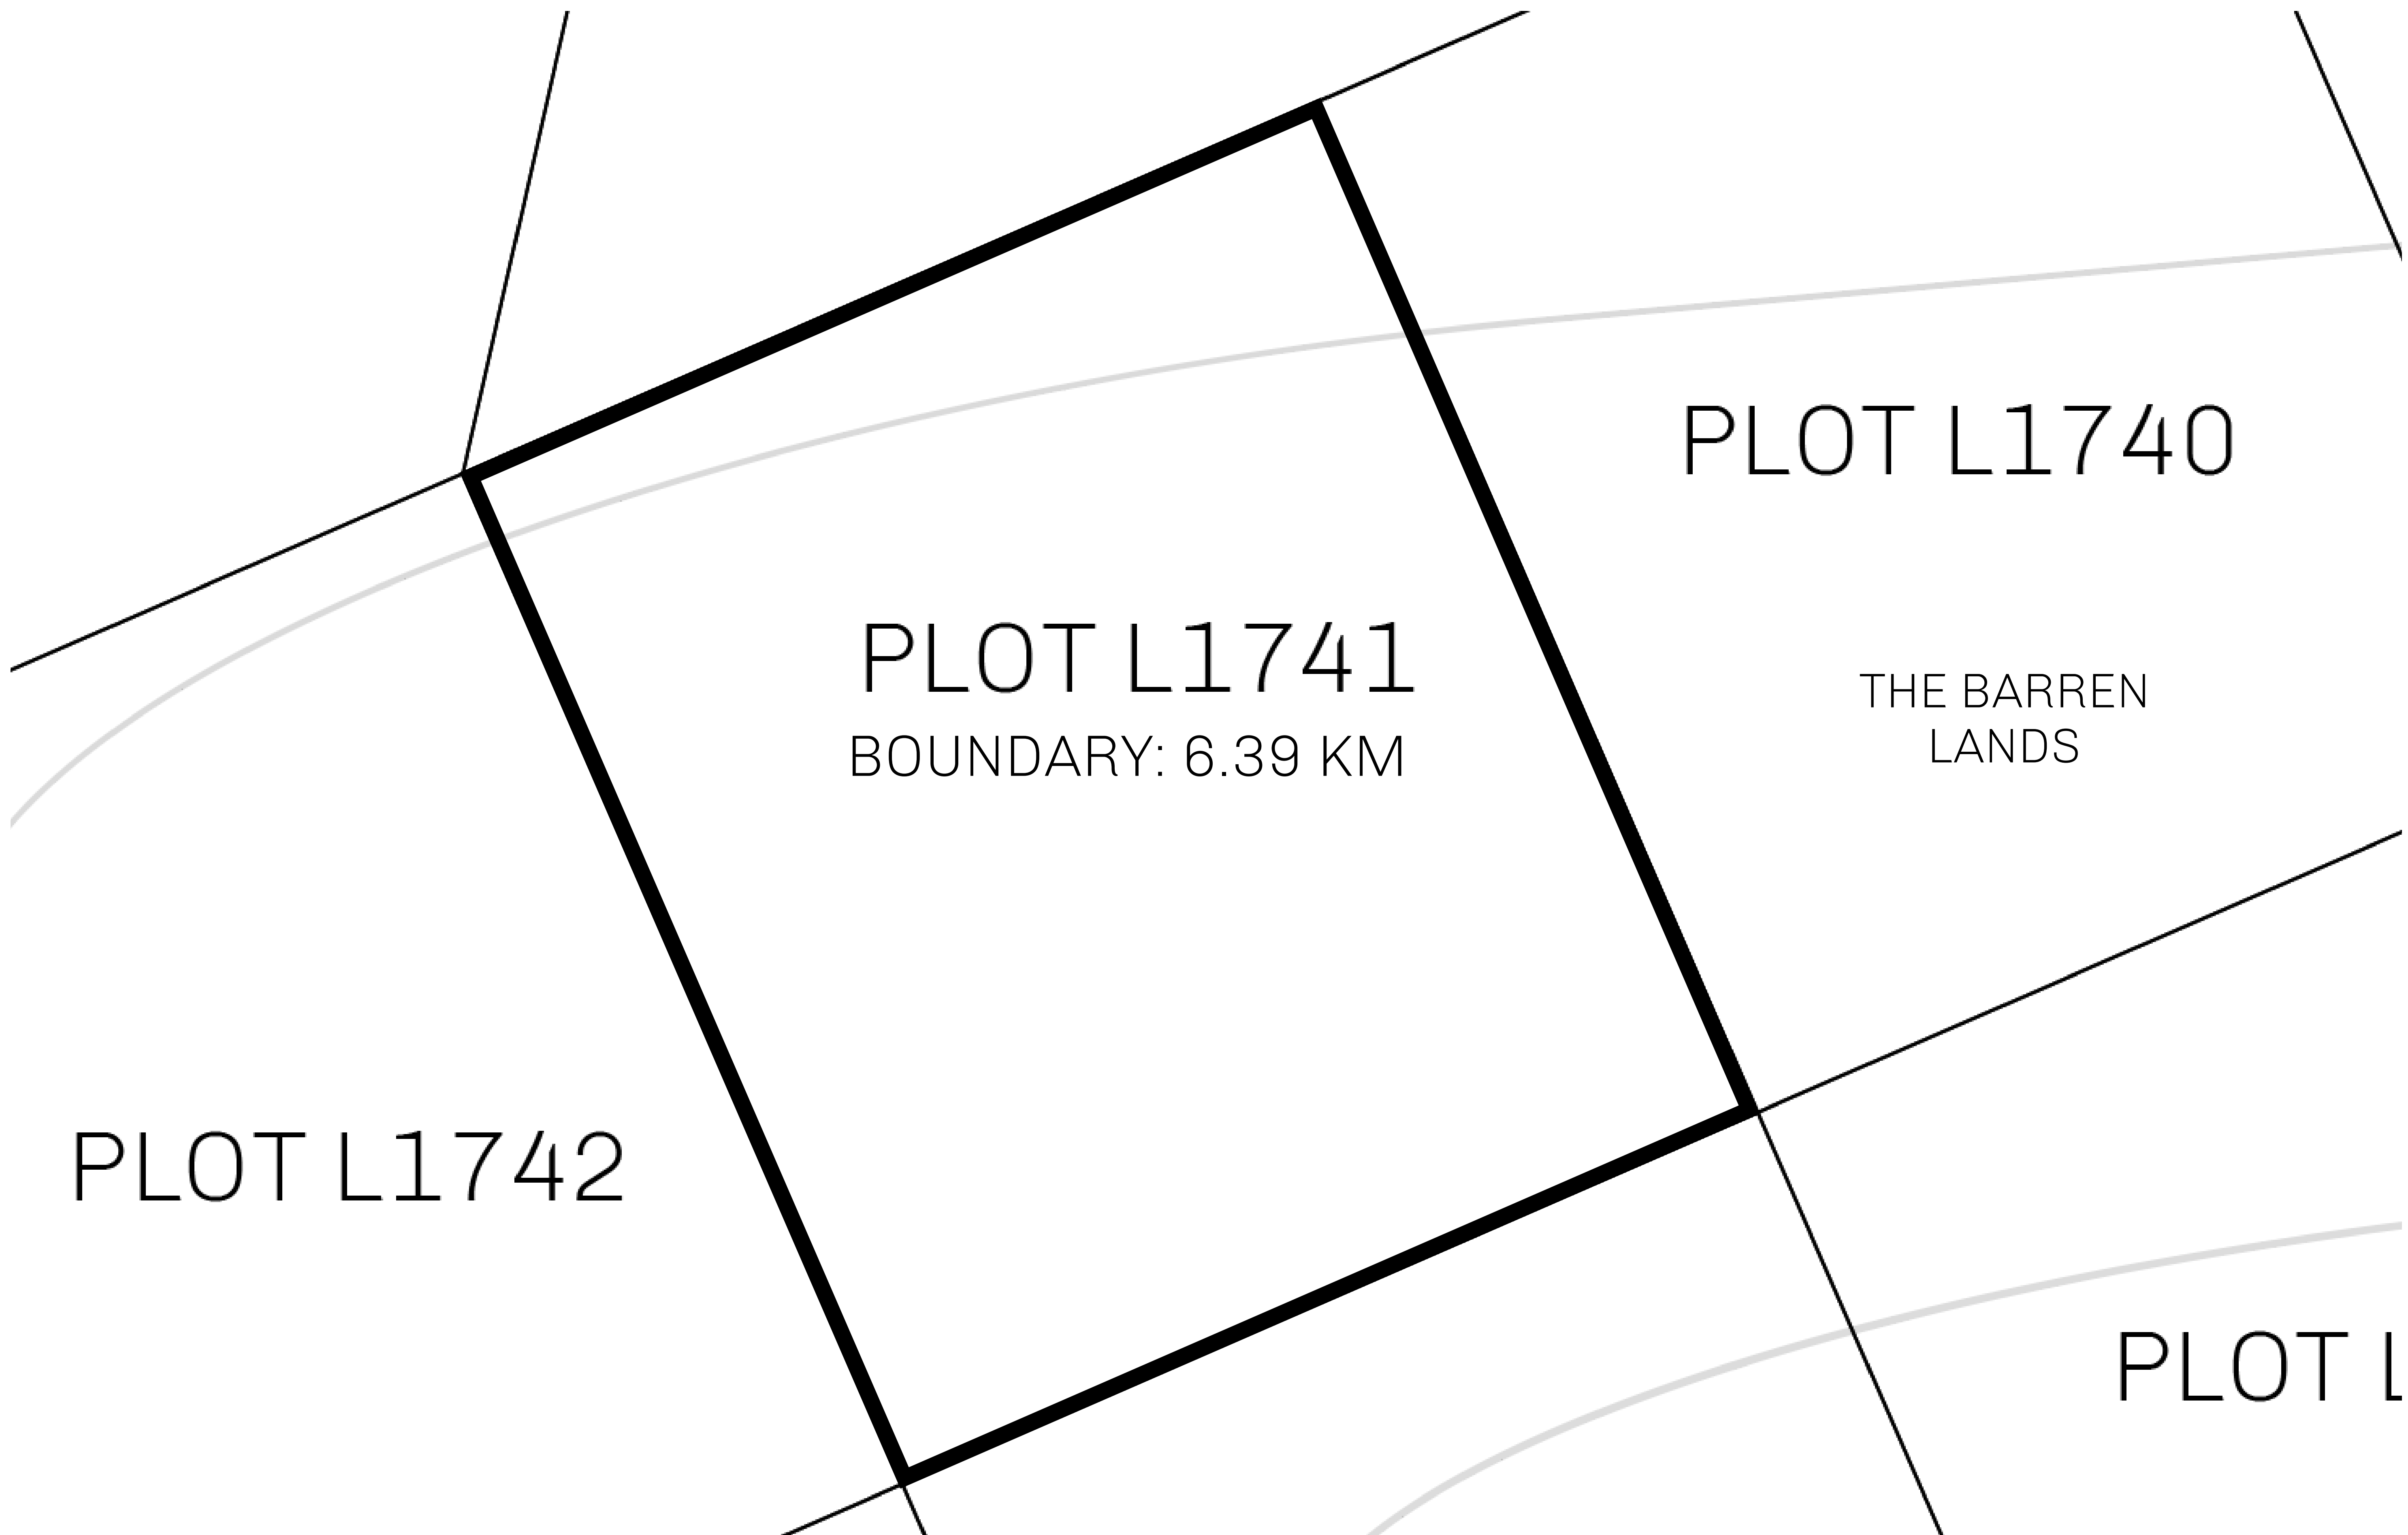 PLOT L1740
PLOT L1741
BOUNDARY: 6.39 KM
THE BARREN
LANDS
PLOT L1742
PLOT L